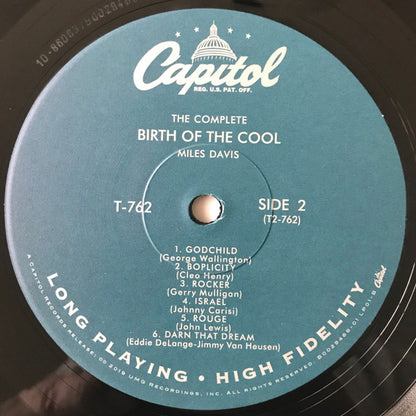 Capitol
REG. U.S. PAT. OFF.
THE COMPLETE
BIRTH OF THE COOL
MILES DAVIS
T-762
SIDE 2
(T2-762)
1. GODCHILD
(George Wallington)
2. BOPLICITY
(Cleo Henry)
3. ROCKER
(Gerry Mulligan)
4. ISRAEL
(Johnny Carisi)
5. ROUGE
(John Lewis)
6. DARN THAT DREAM
(Eddie DeLange-Jimmy Van Heusen)
LONG PLAYING • HIGH FIDELITY
Capitol